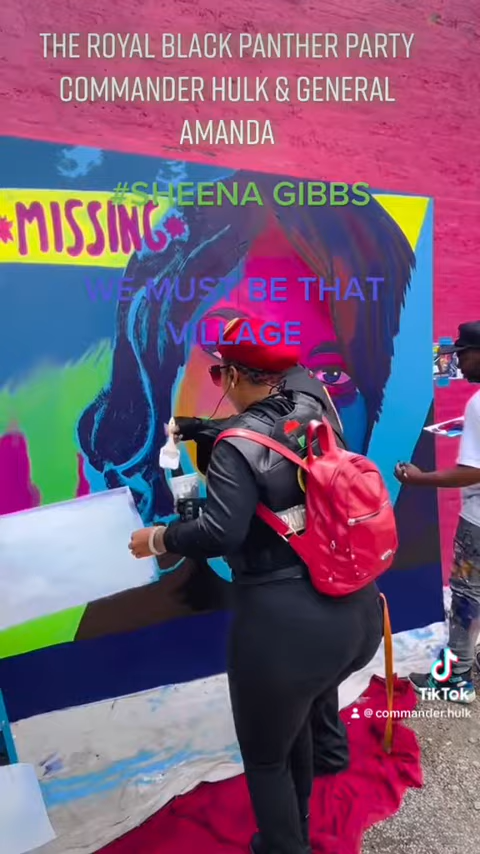 THE ROYAL BLACK PANTHER PARTY
COMMANDER HULK & GENERAL
AMANDA
#SHEENA GIBBS
*MISSING*
WE MUST BE THAT
VILLAGE
TikTok
@ commander.hulk